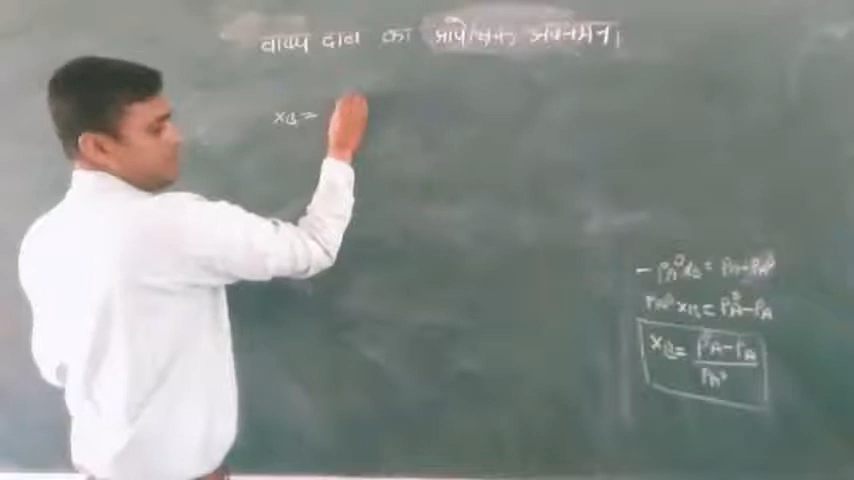 वाष्प दाब का आपेक्षिक अवनमन।
xB =
- PA° xB = PA - PA°
PA° xB = PA° - PA
xB = PA° - PA / PA°